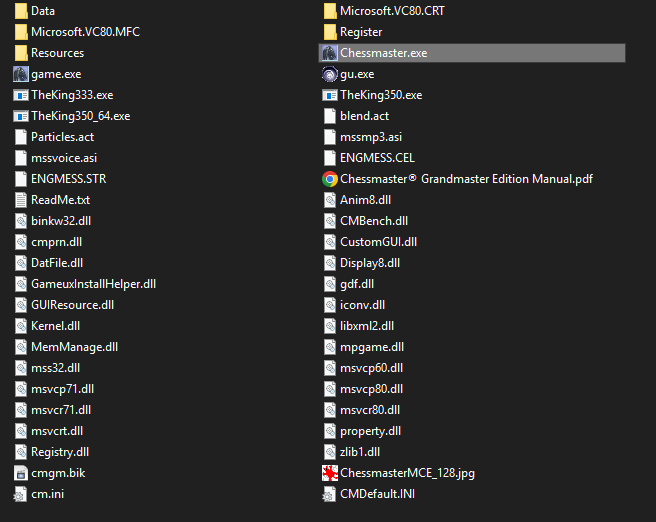 Data
Microsoft.VC80.CRT
Microsoft.VC80.MFC
Register
Resources
Chessmaster.exe
game.exe
gu.exe
TheKing333.exe
TheKing350.exe
TheKing350_64.exe
blend.act
Particles.act
mssmp3.asi
mssvoice.asi
ENGMESS.CEL
ENGMESS.STR
Chessmaster® Grandmaster Edition Manual.pdf
ReadMe.txt
Anim8.dll
binkw32.dll
CMBench.dll
cmprn.dll
CustomGUI.dll
DatFile.dll
Display8.dll
GameuxInstallHelper.dll
gdf.dll
GUIResource.dll
iconv.dll
Kernel.dll
libxml2.dll
MemManage.dll
mpgame.dll
mss32.dll
msvcp60.dll
msvcp71.dll
msvcp80.dll
msvcr71.dll
msvcr80.dll
msvcrt.dll
property.dll
Registry.dll
zlib1.dll
cmgm.bik
ChessmasterMCE_128.jpg
cm.ini
CMDefault.INI